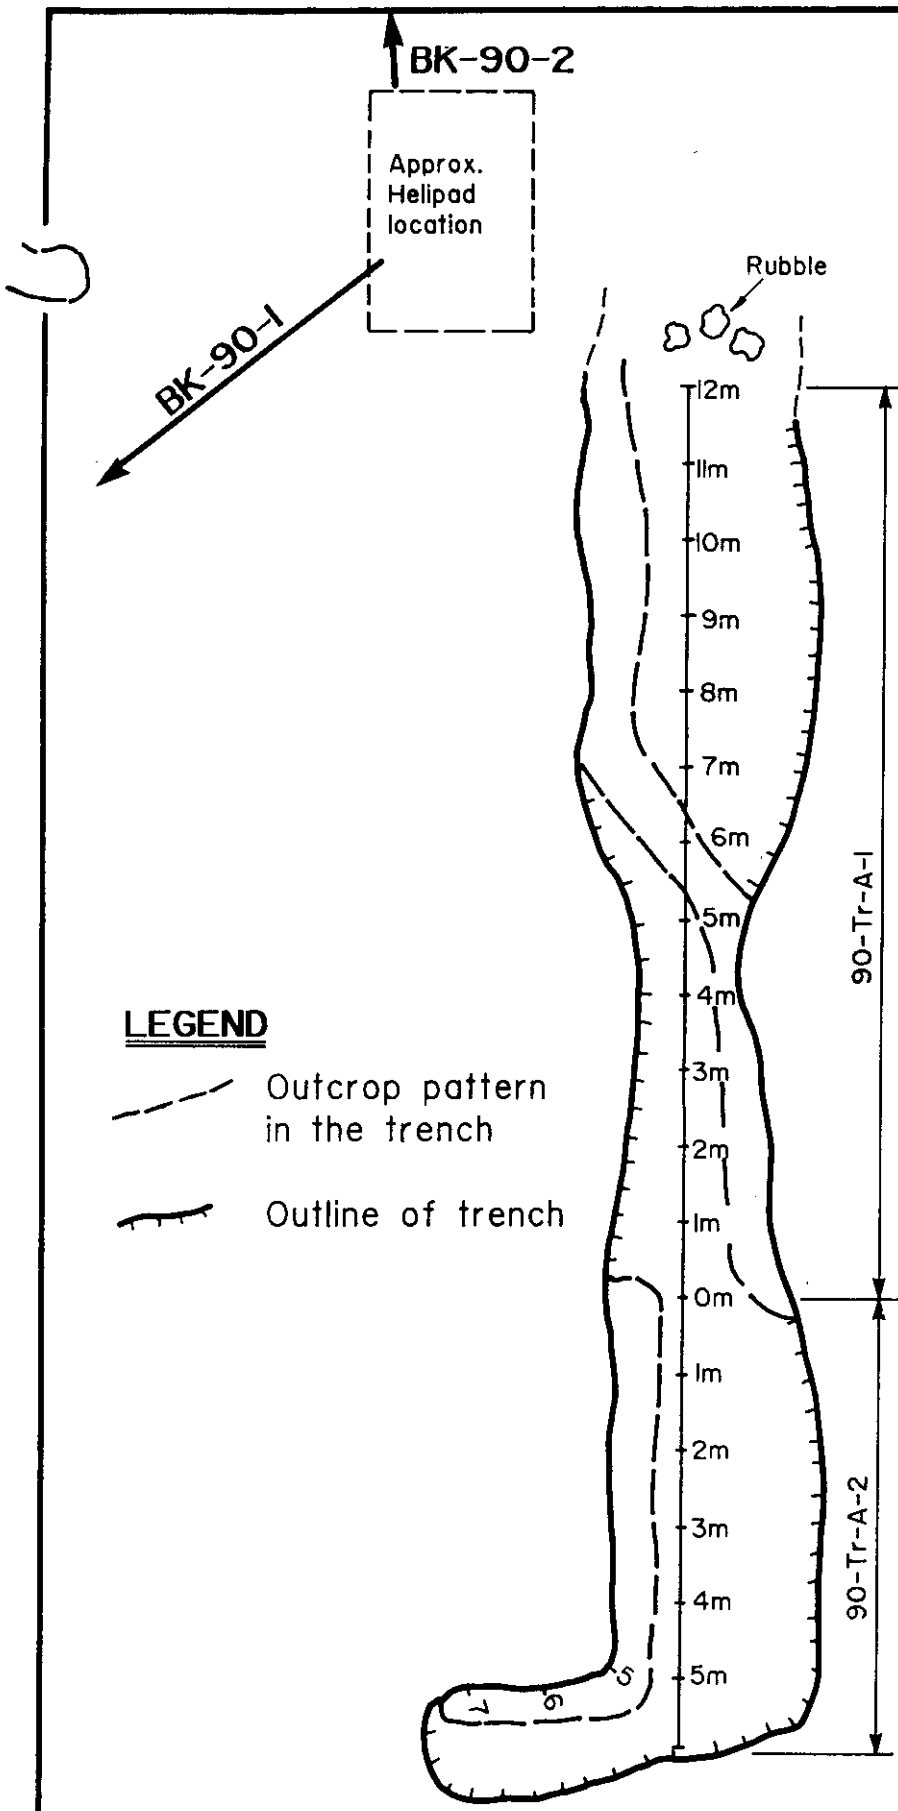 BK-90-2
Approx.
Helipad
location
Rubble
BK-90-1
12m
11m
10m
9m
8m
7m
6m
5m
4m
3m
2m
1m
0m
1m
2m
3m
4m
5m
5
6
7
90-Tr-A-1
90-Tr-A-2
LEGEND
Outcrop pattern
in the trench
Outline of trench